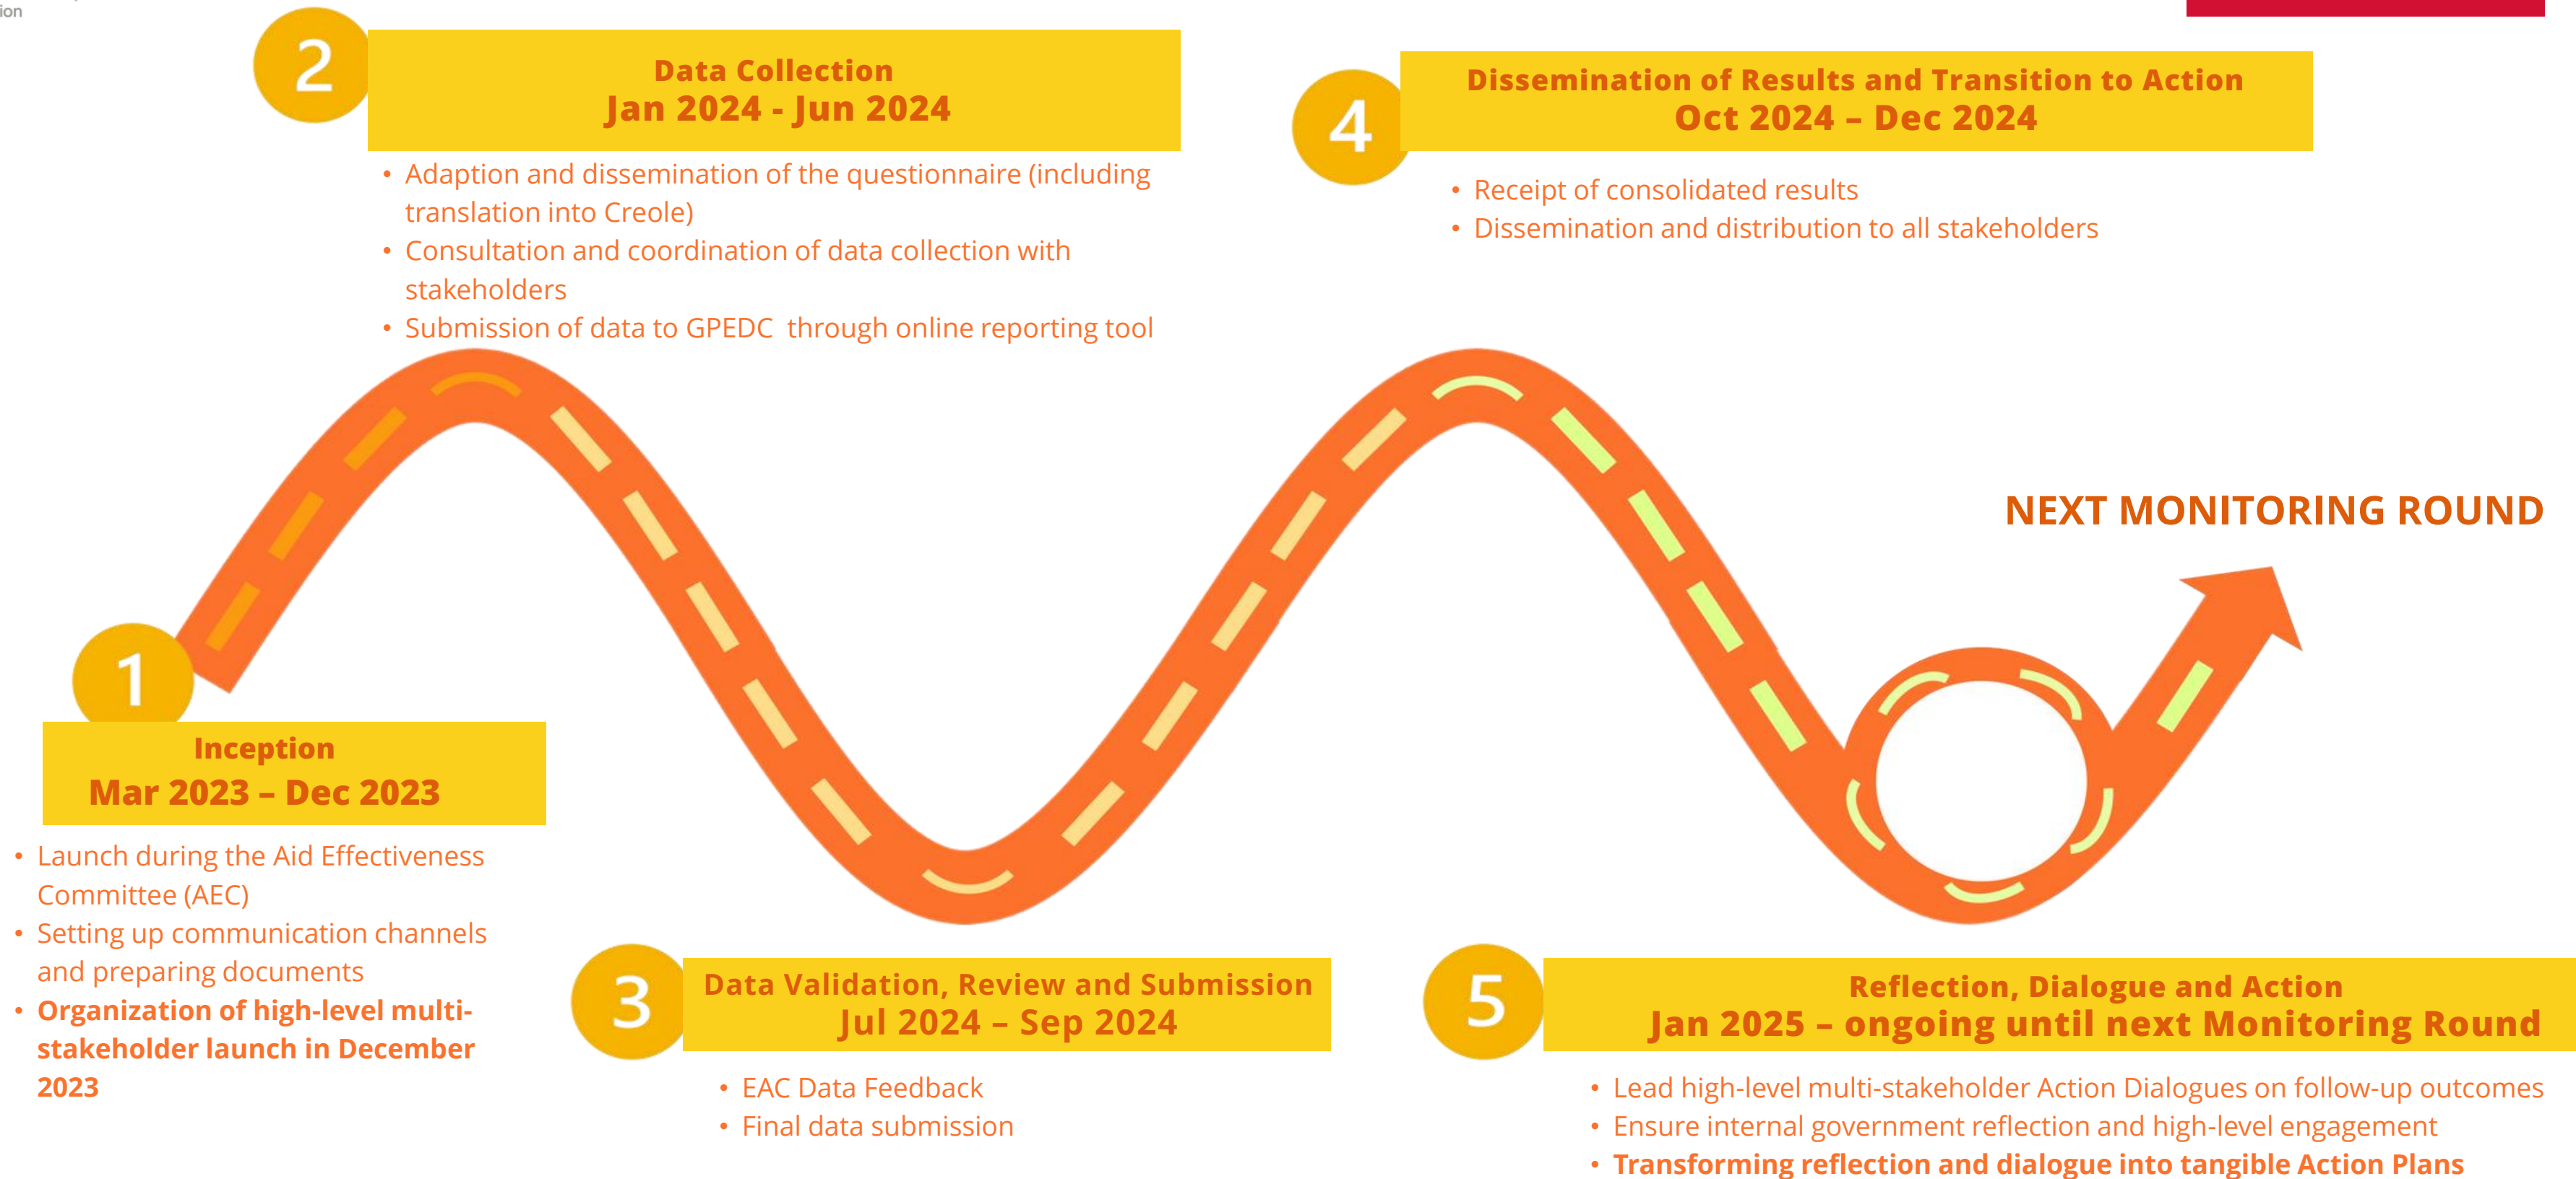 ion
2
Data Collection
Jan 2024 - Jun 2024
• Adaption and dissemination of the questionnaire (including
translation into Creole)
• Consultation and coordination of data collection with
stakeholders
• Submission of data to GPEDC through online reporting tool
4
Dissemination of Results and Transition to Action
Oct 2024 – Dec 2024
• Receipt of consolidated results
• Dissemination and distribution to all stakeholders
NEXT MONITORING ROUND
1
Inception
Mar 2023 – Dec 2023
• Launch during the Aid Effectiveness
Committee (AEC)
• Setting up communication channels
and preparing documents
• Organization of high-level multi-
stakeholder launch in December
2023
3
Data Validation, Review and Submission
Jul 2024 – Sep 2024
• EAC Data Feedback
• Final data submission
5
Reflection, Dialogue and Action
Jan 2025 – ongoing until next Monitoring Round
• Lead high-level multi-stakeholder Action Dialogues on follow-up outcomes
• Ensure internal government reflection and high-level engagement
• Transforming reflection and dialogue into tangible Action Plans